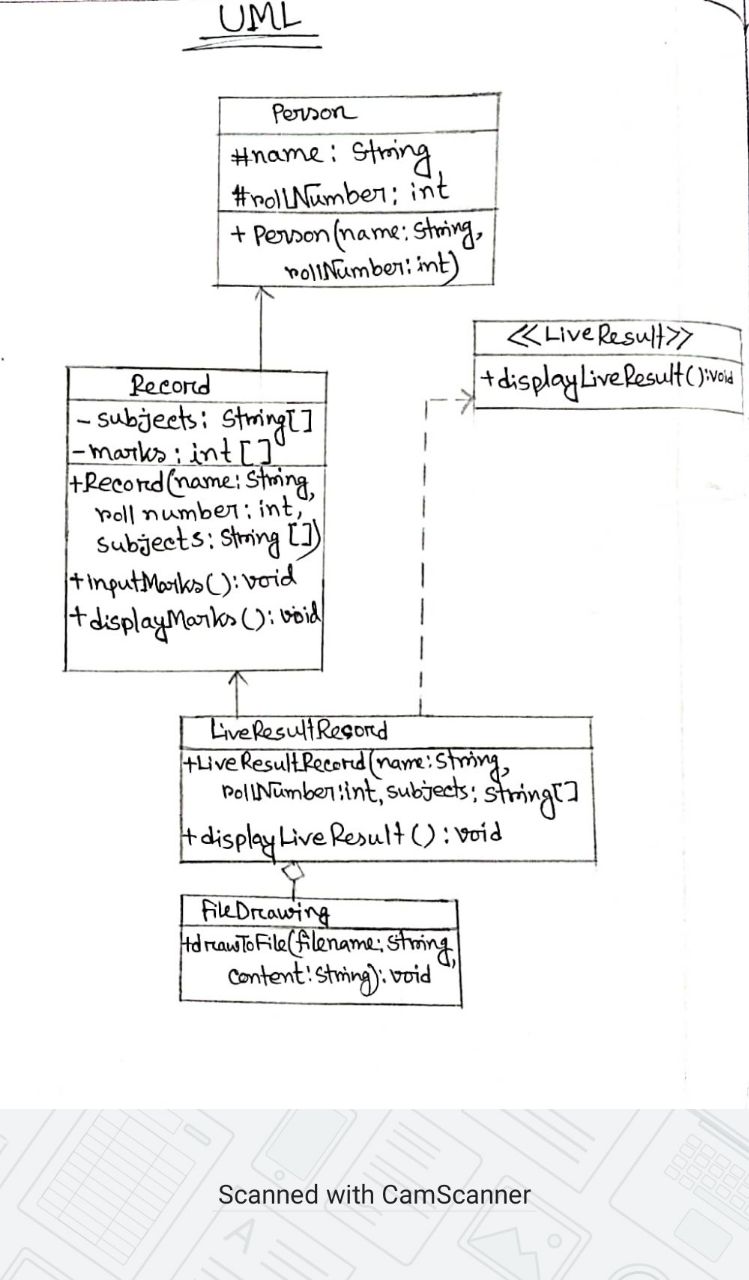 UML
Person
#name: String
#rollNumber: int
+ Person(name: String,
rollNumber: int)
<<LiveResult>>
+displayLiveResult():void
Record
- subjects: String[]
- marks: int []
+Record(name: String,
roll number: int,
subjects: String [])
+inputMarks(): void
+displayMarks(): void
LiveResultRecord
+LiveResultRecord(name: String,
rollNumber:int, subjects: String[]
+displayLiveResult(): void
FileDrawing
+drawToFile(filename: String,
content: String): void
Scanned with CamScanner